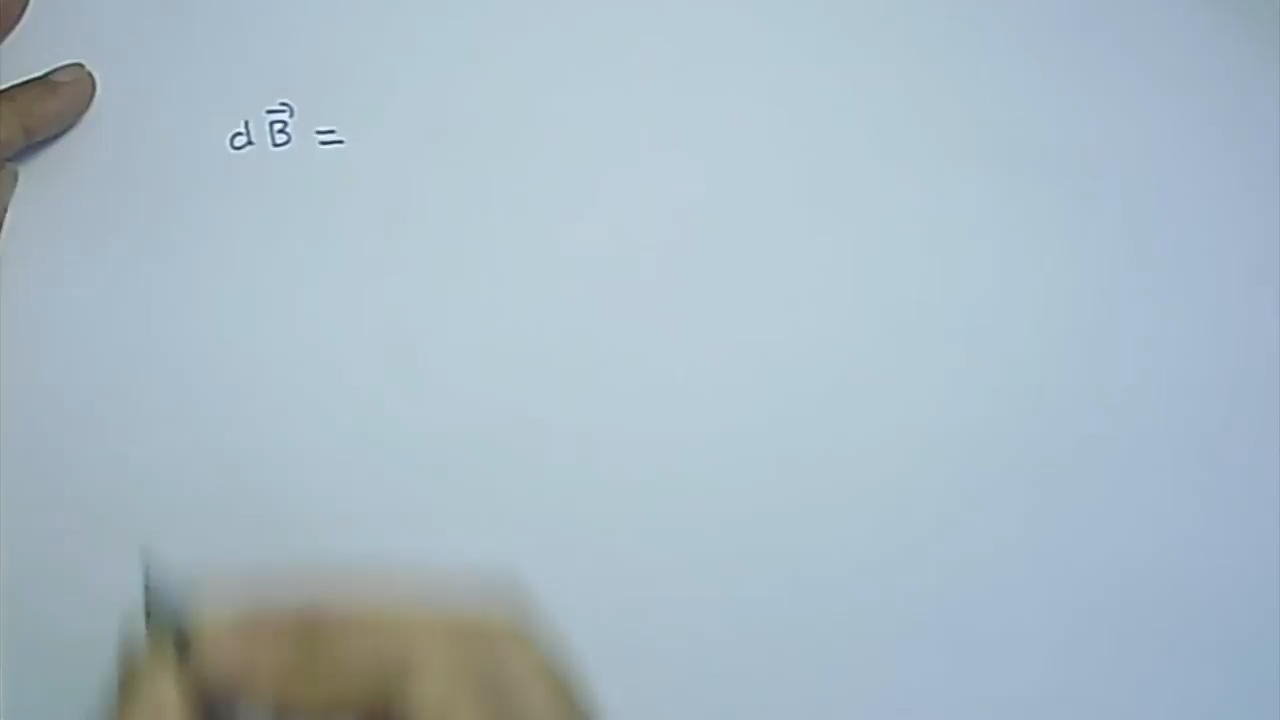 d B⃗ =